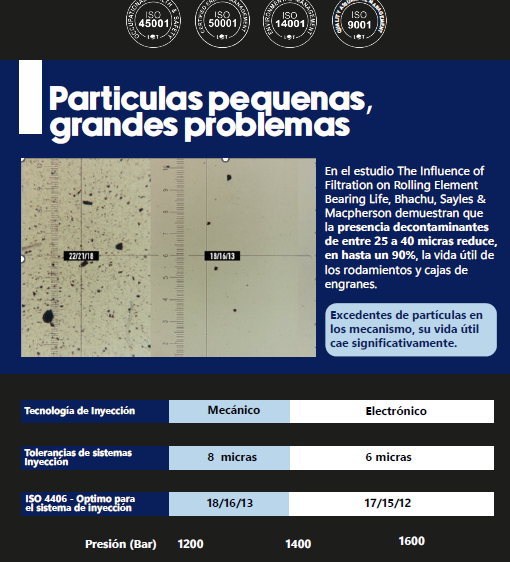 ISO 45001
ISO 50001
ISO 14001
ISO 9001
Particulas pequenas,
grandes problemas
22/21/18
18/16/13
En el estudio The Influence of
Filtration on Rolling Element
Bearing Life, Bhachu, Sayles &
Macpherson demuestran que
la presencia decontaminantes
de entre 25 a 40 micras reduce,
en hasta un 90%, la vida útil de
los rodamientos y cajas de
engranes.
Excedentes de partículas en
los mecanismo, su vida útil
cae significativamente.
Tecnología de Inyección Mecánico Electrónico
Tolerancias de sistemas
Inyección
8 micras 6 micras
ISO 4406 - Optimo para
el sistema de inyección
18/16/13 17/15/12
Presión (Bar) 1200 1400 1600